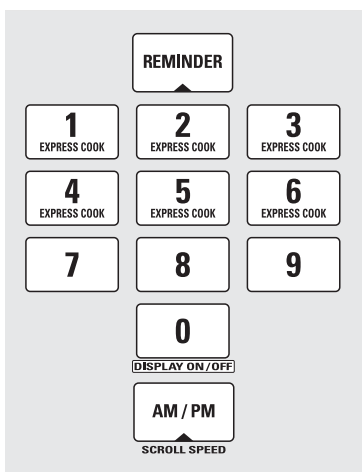 REMINDER
1 2 3
EXPRESS COOK EXPRESS COOK EXPRESS COOK
4 5 6
EXPRESS COOK EXPRESS COOK EXPRESS COOK
7 8 9
0
DISPLAY ON/OFF
AM / PM
SCROLL SPEED